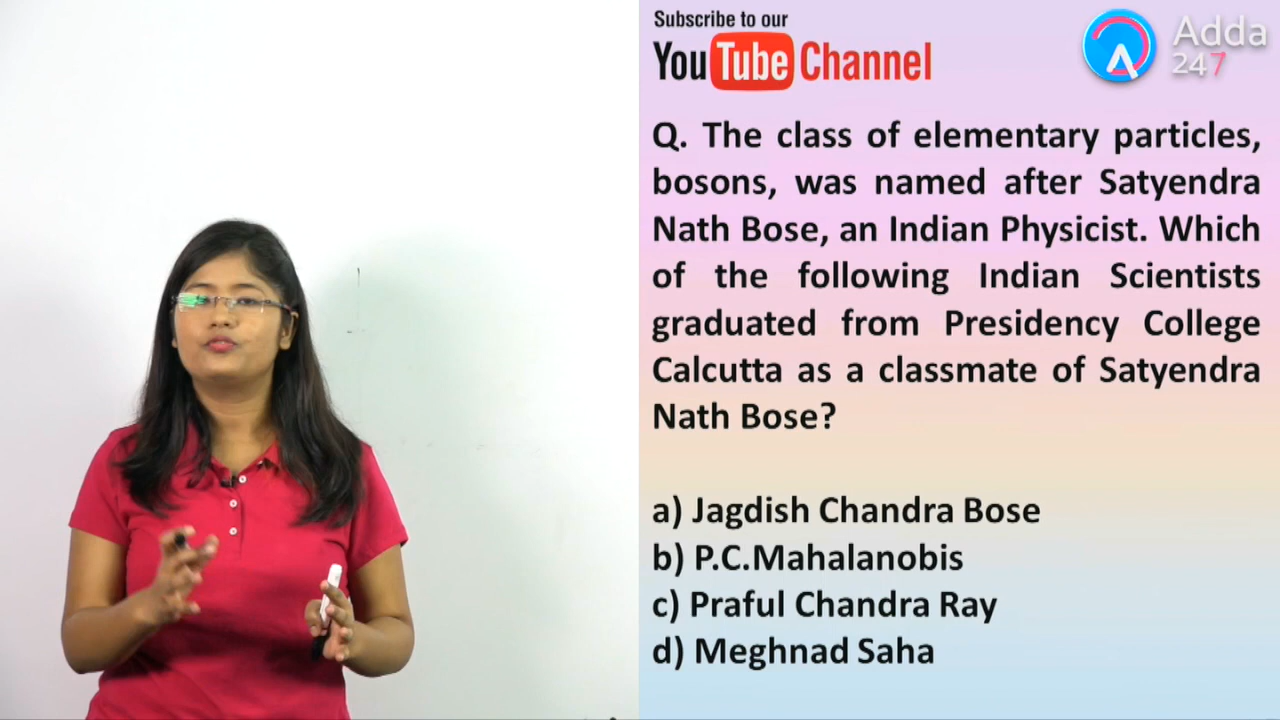 Subscribe to our
YouTube Channel
Adda
247
Q. The class of elementary particles,
bosons, was named after Satyendra
Nath Bose, an Indian Physicist. Which
of the following Indian Scientists
graduated from Presidency College
Calcutta as a classmate of Satyendra
Nath Bose?
a) Jagdish Chandra Bose
b) P.C.Mahalanobis
c) Praful Chandra Ray
d) Meghnad Saha